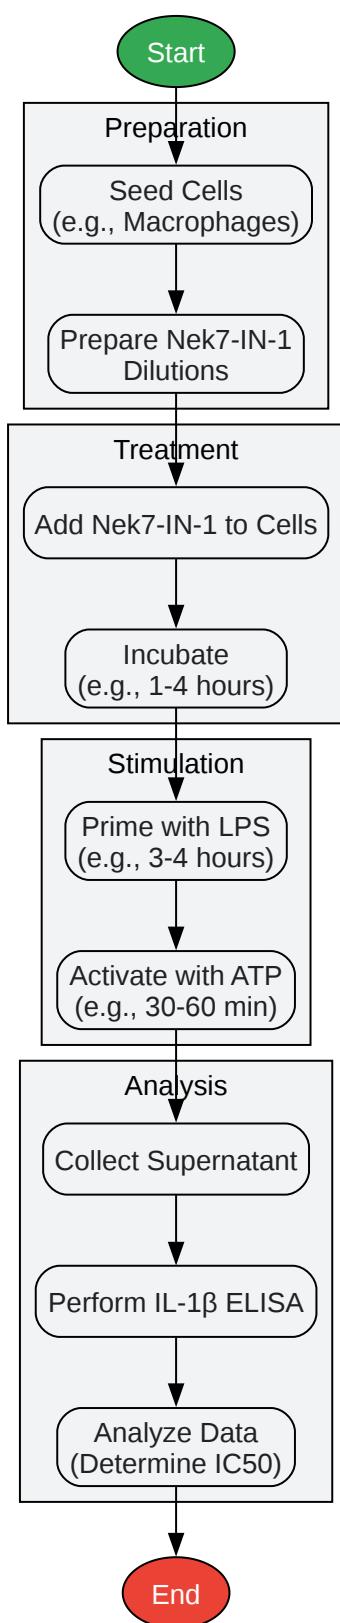 Start
Preparation
Seed Cells
(e.g., Macrophages)
Prepare Nek7-IN-1
Dilutions
Treatment
Add Nek7-IN-1 to Cells
Incubate
(e.g., 1-4 hours)
Stimulation
Prime with LPS
(e.g., 3-4 hours)
Activate with ATP
(e.g., 30-60 min)
Analysis
Collect Supernatant
Perform IL-1β ELISA
Analyze Data
(Determine IC50)
End